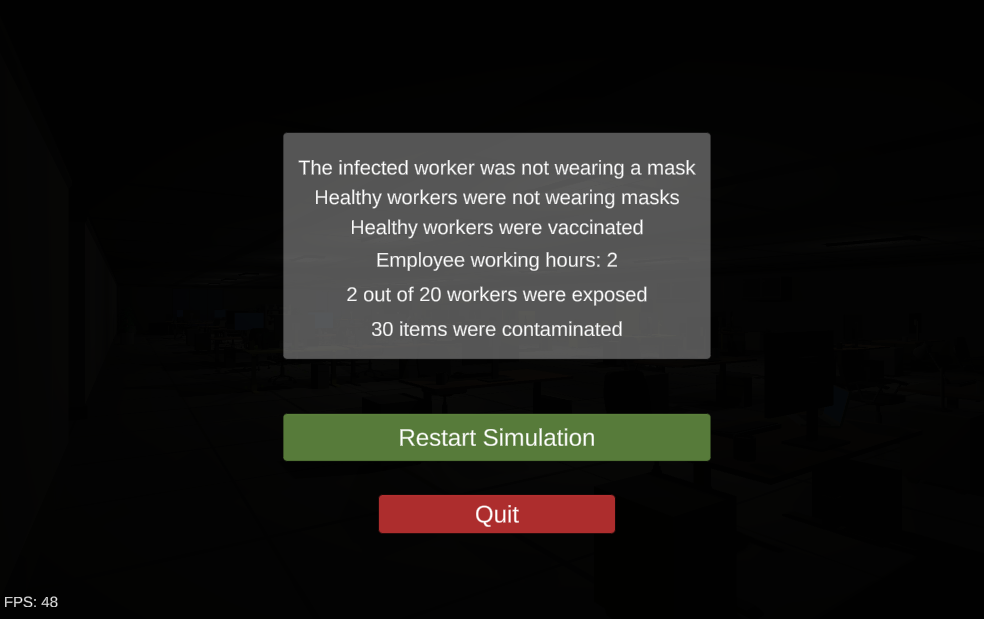 The infected worker was not wearing a mask
Healthy workers were not wearing masks
Healthy workers were vaccinated
Employee working hours: 2
2 out of 20 workers were exposed
30 items were contaminated
Restart Simulation
Quit
FPS: 48